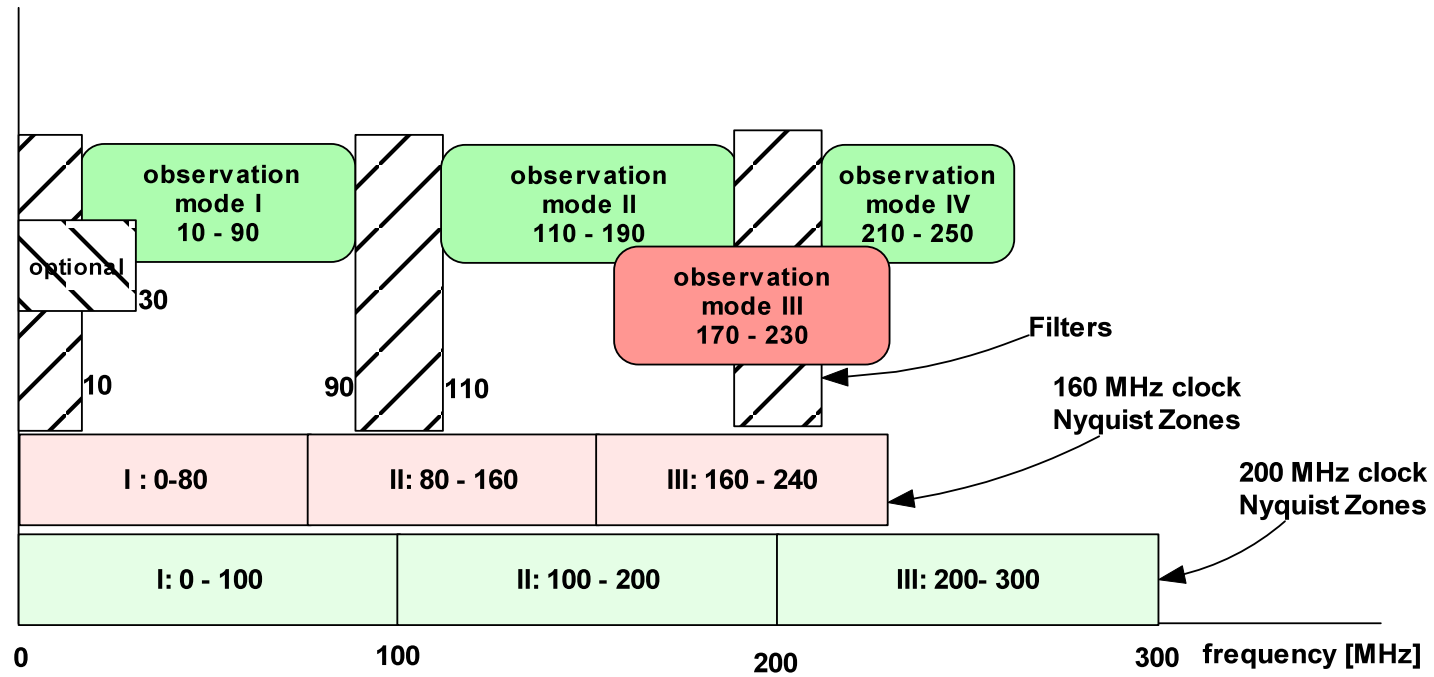 observation
mode I
10 - 90
observation
mode II
110 - 190
observation
mode IV
210 - 250
optional
30
observation
mode III
170 - 230
Filters
10
90
110
160 MHz clock
Nyquist Zones
I : 0-80
II: 80 - 160
III: 160 - 240
200 MHz clock
Nyquist Zones
I: 0 - 100
II: 100 - 200
III: 200- 300
0
100
200
300
frequency [MHz]